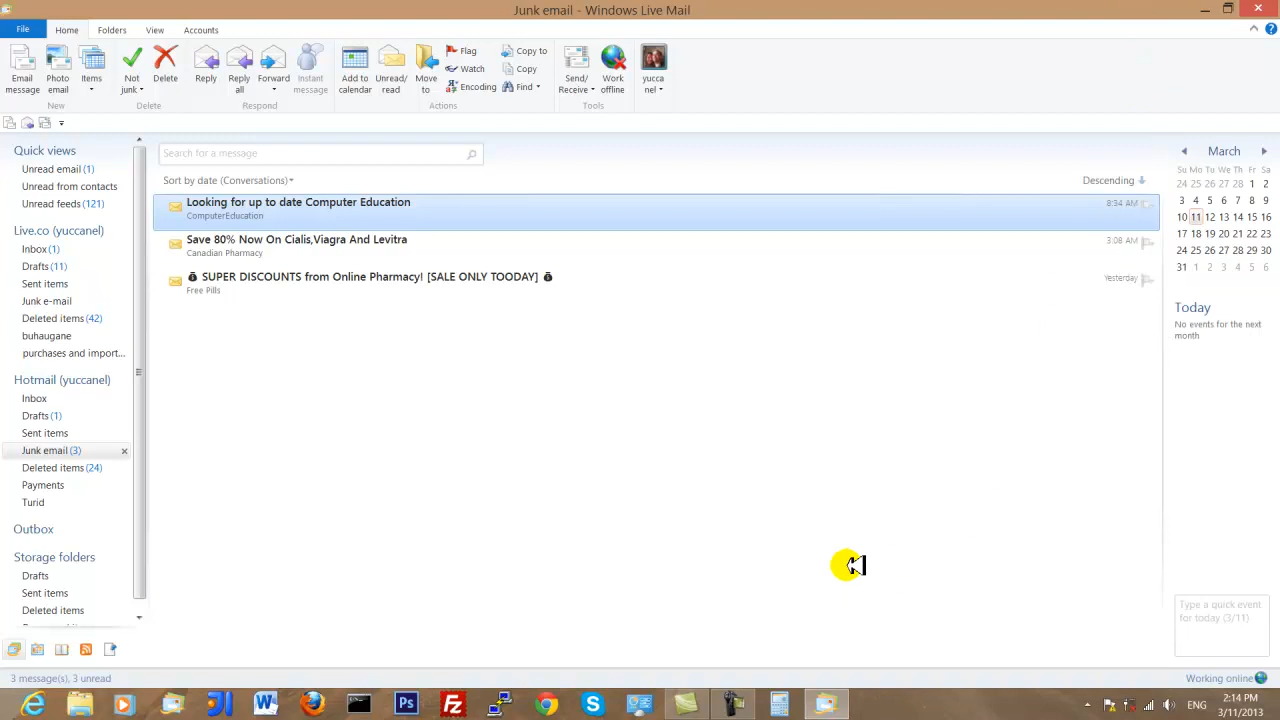 Junk email - Windows Live Mail
File Home Folders View Accounts
Email message
Photo email
Items
New
Not junk
Delete
Delete
Reply
Reply all
Forward
Instant message
Respond
Add to calendar
Unread/ read
Move to
Flag
Watch
Encoding
Copy to
Copy
Find
Actions
Send/ Receive
Work offline
Tools
yucca nel
Quick views
Unread email (1)
Unread from contacts
Unread feeds (121)
Live.co (yuccanel)
Inbox (1)
Drafts (11)
Sent items
Junk e-mail
Deleted items (42)
buhaugane
purchases and import...
Hotmail (yuccanel)
Inbox
Drafts (1)
Sent items
Junk email (3)
Deleted items (24)
Payments
Turid
Outbox
Storage folders
Drafts
Sent items
Deleted items
Search for a message
Sort by date (Conversations)
Descending
Looking for up to date Computer Education
8:34 AM
ComputerEducation
Save 80% Now On Cialis,Viagra And Levitra
3:08 AM
Canadian Pharmacy
SUPER DISCOUNTS from Online Pharmacy! [SALE ONLY TOODAY]
Yesterday
Free Pills
March
Su Mo Tu We Th Fr Sa
24 25 26 27 28 1 2
3 4 5 6 7 8 9
10 11 12 13 14 15 16
17 18 19 20 21 22 23
24 25 26 27 28 29 30
31 1 2 3 4 5 6
Today
No events for the next
month
Type a quick event
for today (3/11)
3 message(s), 3 unread
Working online
W Ps Fz S
ENG
2:14 PM
3/11/2013